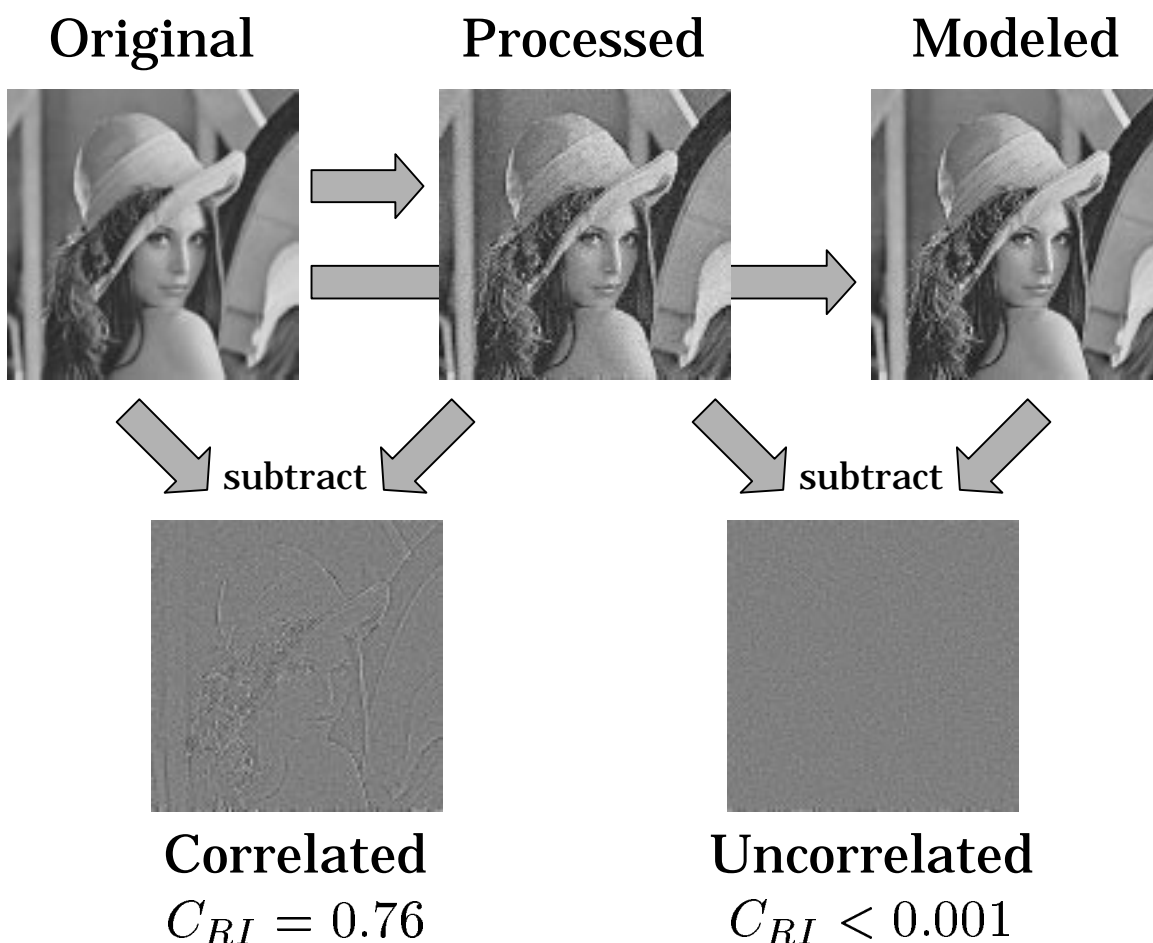 Original Processed Modeled
subtract subtract
Correlated Uncorrelated
C_{RI} = 0.76 C_{RI} < 0.001